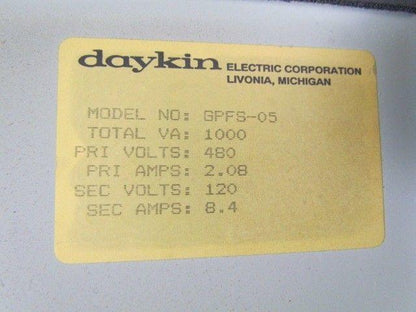 daykin ELECTRIC CORPORATION
LIVONIA, MICHIGAN
MODEL NO: GPFS-05
TOTAL VA: 1000
PRI VOLTS: 480
PRI AMPS: 2.08
SEC VOLTS: 120
SEC AMPS: 8.4